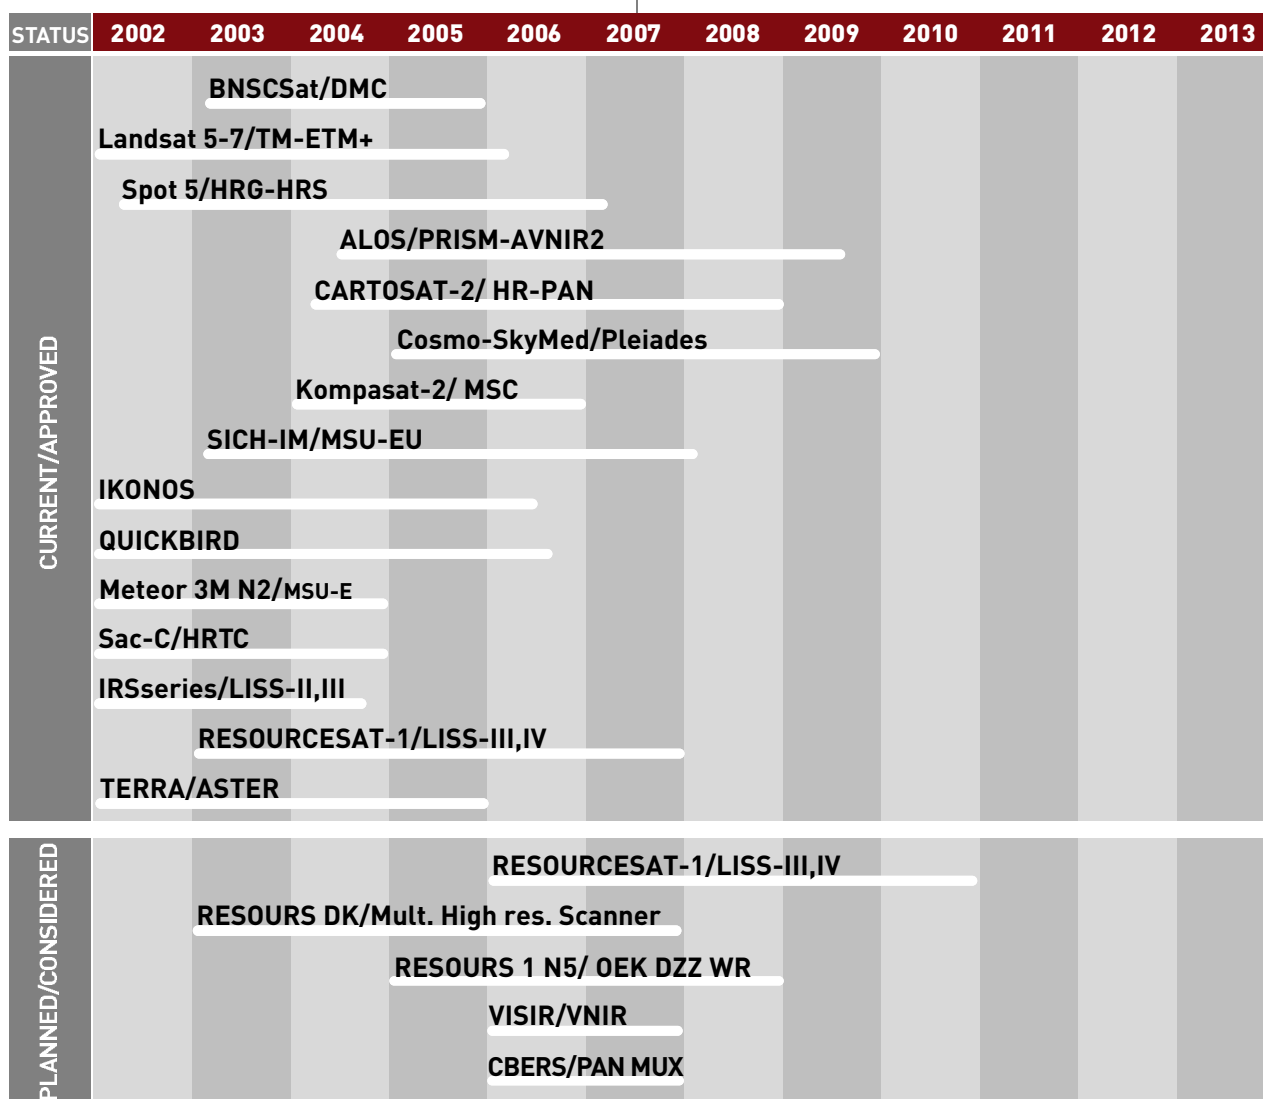 STATUS 2002 2003 2004 2005 2006 2007 2008 2009 2010 2011 2012 2013
CURRENT/APPROVED
BNSCSat/DMC
Landsat 5-7/TM-ETM+
Spot 5/HRG-HRS
ALOS/PRISM-AVNIR2
CARTOSAT-2/ HR-PAN
Cosmo-SkyMed/Pleiades
Kompasat-2/ MSC
SICH-IM/MSU-EU
IKONOS
QUICKBIRD
Meteor 3M N2/MSU-E
Sac-C/HRTC
IRSseries/LISS-II,III
RESOURCESAT-1/LISS-III,IV
TERRA/ASTER
PLANNED/CONSIDERED
RESOURCESAT-1/LISS-III,IV
RESOURS DK/Mult. High res. Scanner
RESOURS 1 N5/ OEK DZZ WR
VISIR/VNIR
CBERS/PAN MUX